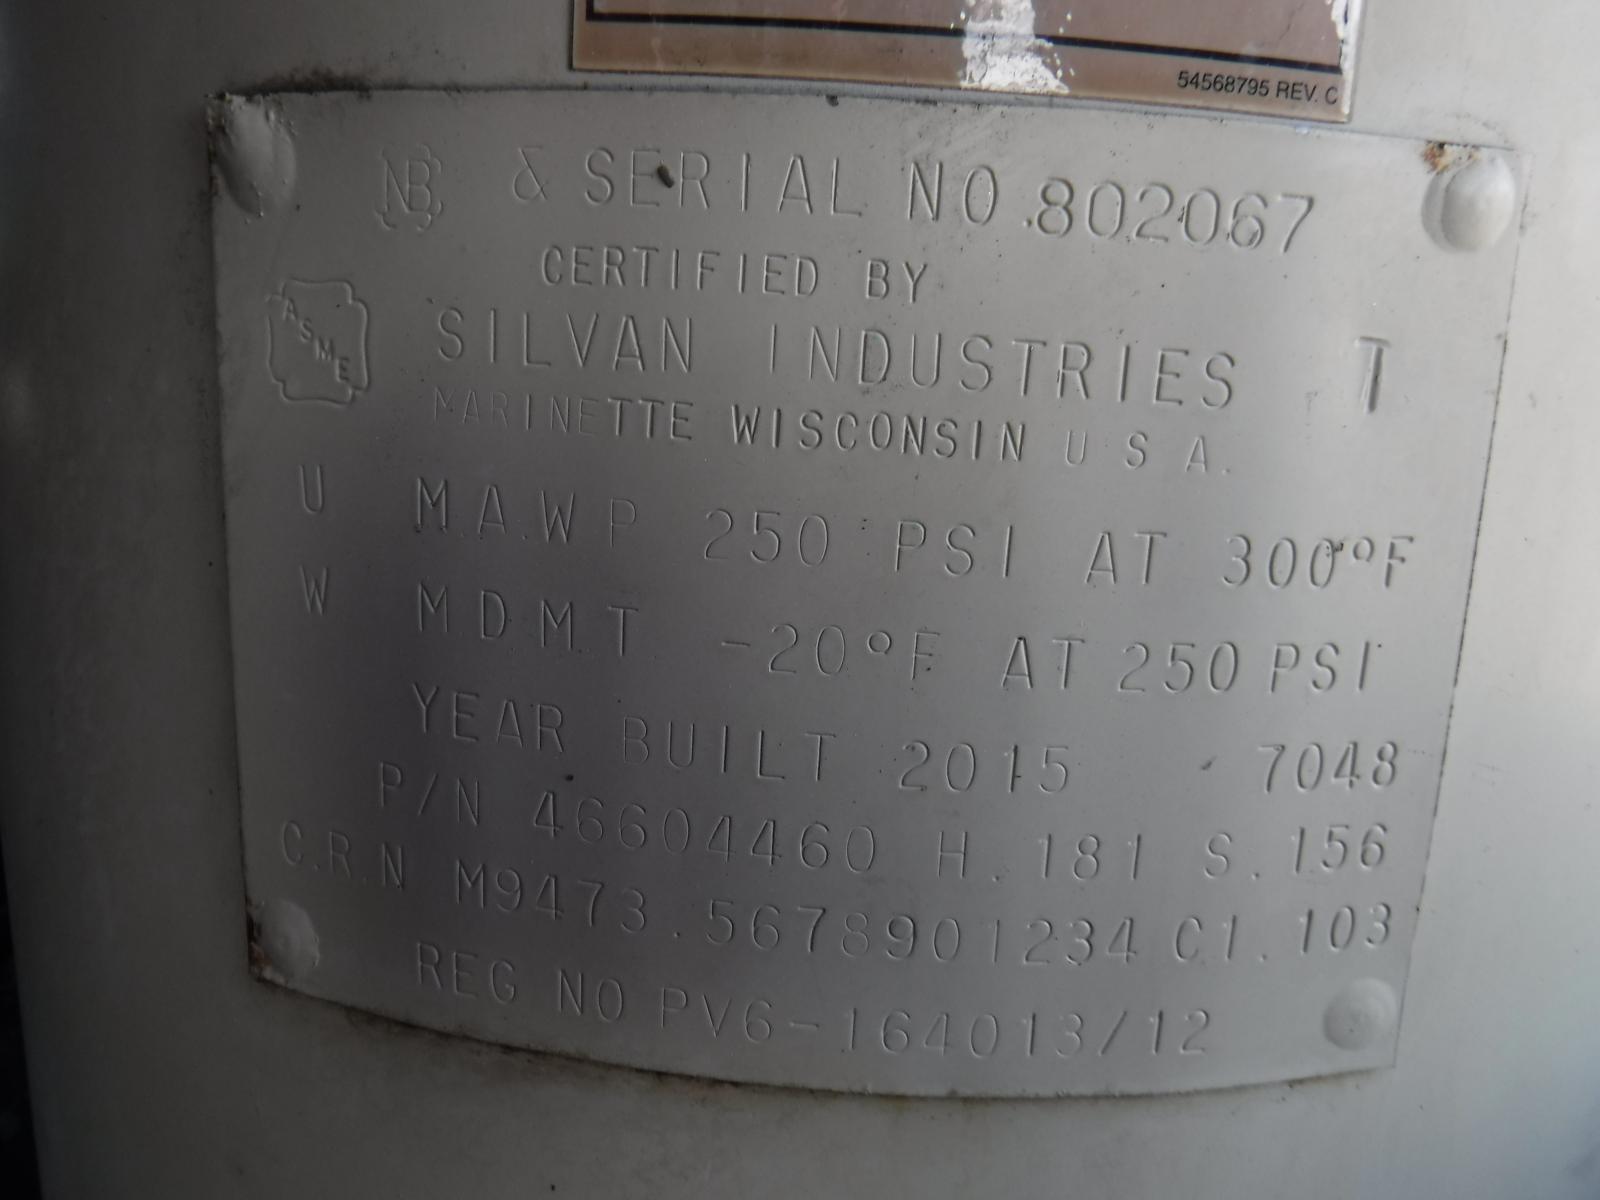 54568795 REV. C
NB & SERIAL NO. 802067
CERTIFIED BY
ASME SILVAN INDUSTRIES T
MARINETTE WISCONSIN U S A.
U M.A.W.P 250 PSI AT 300°F
W M.D.M.T. -20°F AT 250 PSI
YEAR BUILT 2015 7048
P/N 46604460 H .181 S .156
C.R.N M9473.5678901234 C1.103
REG NO PV6-164013/12